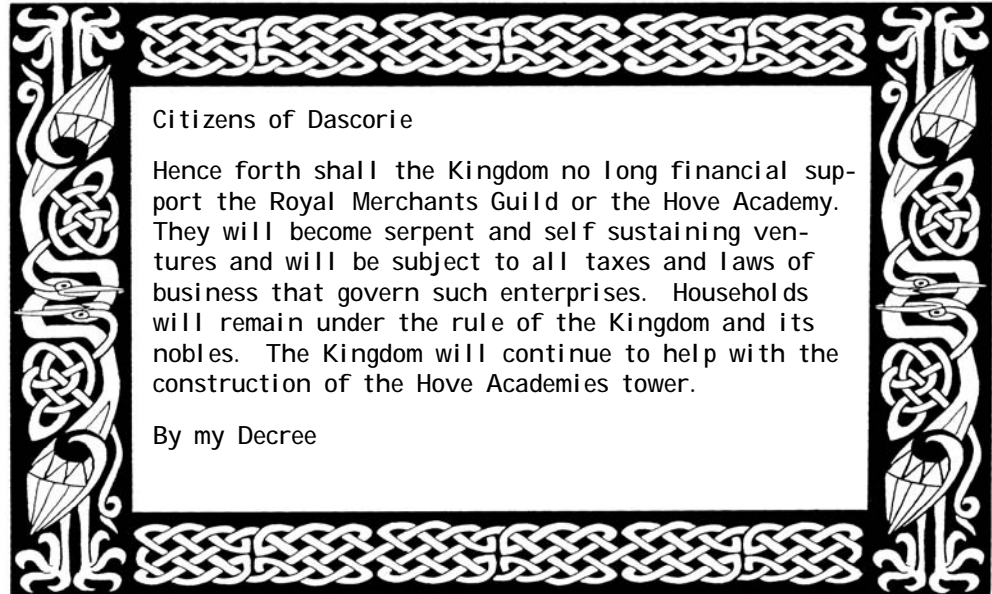 Citizens of Dascorie
Hence forth shall the Kingdom no long financial sup-
port the Royal Merchants Guild or the Hove Academy.
They will become serpent and self sustaining ven-
tures and will be subject to all taxes and laws of
business that govern such enterprises.  Households
will remain under the rule of the Kingdom and its
nobles.  The Kingdom will continue to help with the
construction of the Hove Academies tower.
By my Decree